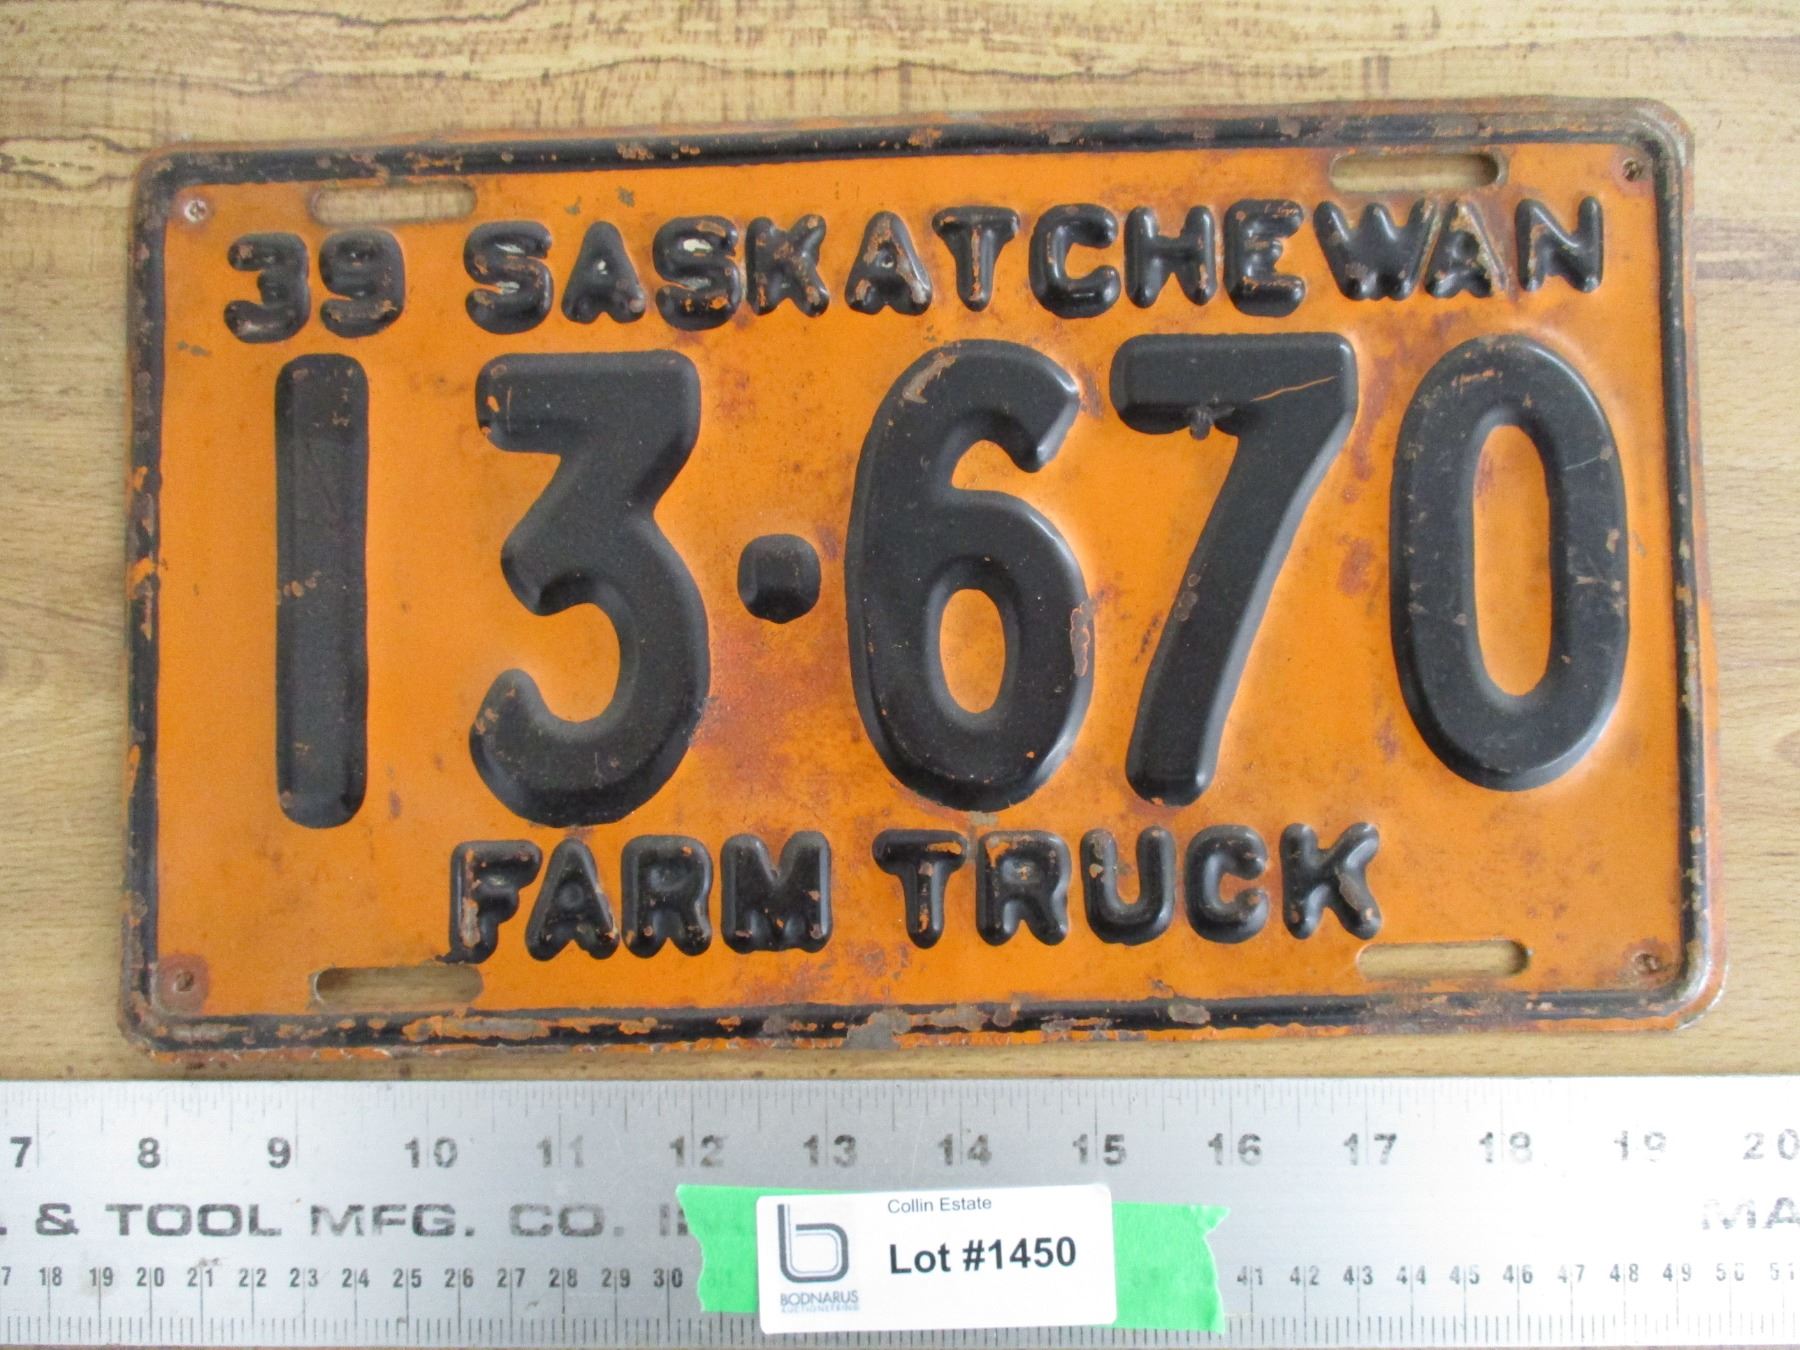 39 SASKATCHEWAN
13·670
FARM TRUCK
7 8 9 10 11 12 13 14 15 16 17 18 19 20
& TOOL MFG. CO.
18 19 20 21 22 23 24 25 26 27 28 29 30 41 42 43 44 45 46 47 48 49 50 51
Collin Estate
Lot #1450
BODNARUS
AUCTIONEERING